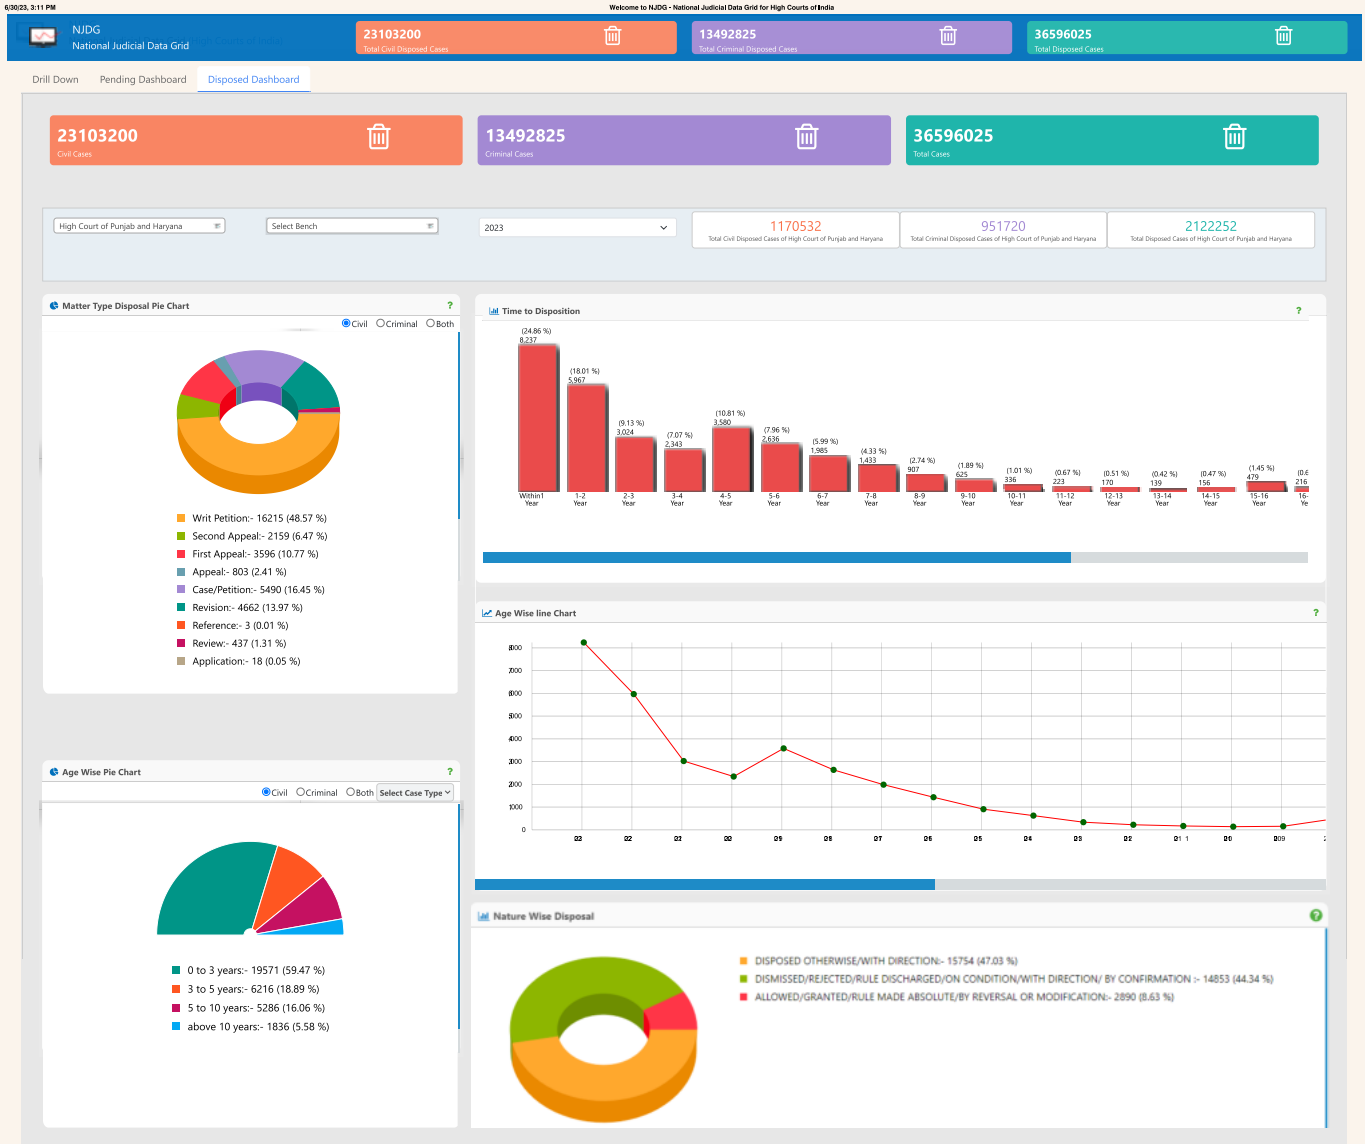 6/30/23, 3:11 PM
Welcome to NJDG - National Judicial Data Grid for High Courts of India
NJDG
National Judicial Data Grid
23103200
Total Civil Disposed Cases
13492825
Total Criminal Disposed Cases
36596025
Total Disposed Cases
Drill Down Pending Dashboard Disposed Dashboard
23103200
Civil Cases
13492825
Criminal Cases
36596025
Total Cases
High Court of Punjab and Haryana
Select Bench
2023
1170532
Total Civil Disposed Cases of High Court of Punjab and Haryana
951720
Total Criminal Disposed Cases of High Court of Punjab and Haryana
2122252
Total Disposed Cases of High Court of Punjab and Haryana
Matter Type Disposal Pie Chart ?
Civil Criminal Both
Writ Petition:- 16215 (48.57 %)
Second Appeal:- 2159 (6.47 %)
First Appeal:- 3596 (10.77 %)
Appeal:- 803 (2.41 %)
Case/Petition:- 5490 (16.45 %)
Revision:- 4662 (13.97 %)
Reference:- 3 (0.01 %)
Review:- 437 (1.31 %)
Application:- 18 (0.05 %)
Time to Disposition ?
(24.86 %)
8,237
(18.01 %)
5,967
(9.13 %)
3,024
(7.07 %)
2,343
(10.81 %)
3,580
(7.96 %)
2,636
(5.99 %)
1,985
(4.33 %)
1,433
(2.74 %)
907
(1.89 %)
625
(1.01 %)
336
(0.67 %)
223
(0.51 %)
170
(0.42 %)
139
(0.47 %)
156
(1.45 %)
479
(0.6
216
Within1 Year
1-2 Year
2-3 Year
3-4 Year
4-5 Year
5-6 Year
6-7 Year
7-8 Year
8-9 Year
9-10 Year
10-11 Year
11-12 Year
12-13 Year
13-14 Year
14-15 Year
15-16 Year
16- Ye
Age Wise line Chart ?
8000
7000
6000
5000
4000
3000
2000
1000
0
Age Wise Pie Chart ?
Civil Criminal Both Select Case Type
0 to 3 years:- 19571 (59.47 %)
3 to 5 years:- 6216 (18.89 %)
5 to 10 years:- 5286 (16.06 %)
above 10 years:- 1836 (5.58 %)
Nature Wise Disposal ?
DISPOSED OTHERWISE/WITH DIRECTION:- 15754 (47.03 %)
DISMISSED/REJECTED/RULE DISCHARGED/ON CONDITION/WITH DIRECTION/ BY CONFIRMATION :- 14853 (44.34 %)
ALLOWED/GRANTED/RULE MADE ABSOLUTE/BY REVERSAL OR MODIFICATION:- 2890 (8.63 %)